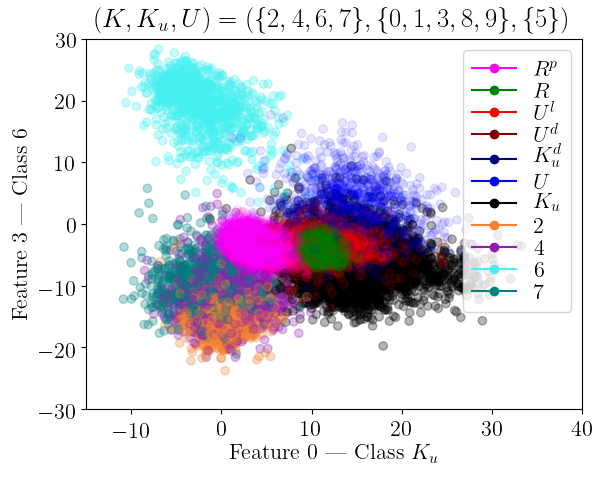 (K, K_u, U) = ({2, 4, 6, 7}, {0, 1, 3, 8, 9}, {5})
30
20
10
0
−10
−20
−30
Feature 3 — Class 6
R^p
R
U^l
U^d
K_u^d
U
K_u
2
4
6
7
−10 0 10 20 30 40
Feature 0 — Class K_u